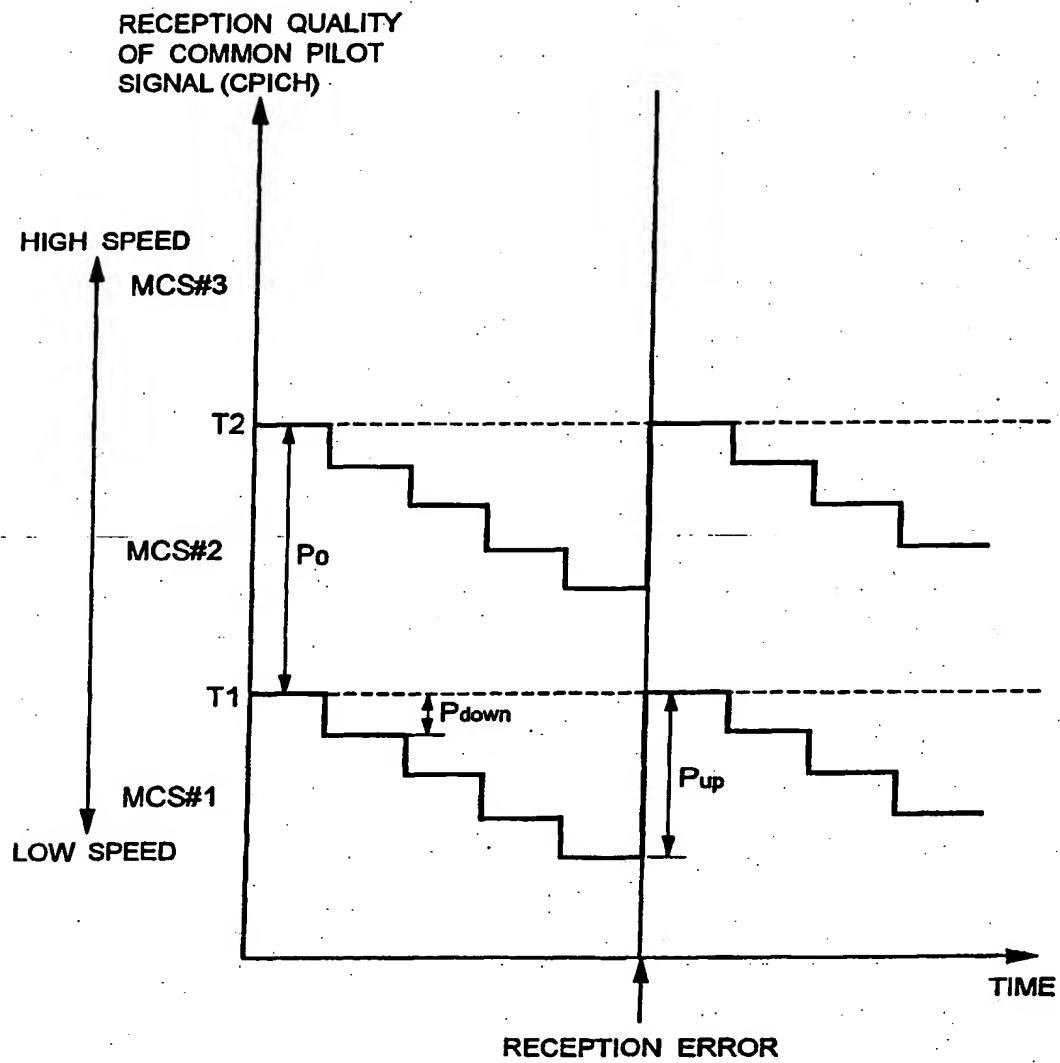 RECEPTION QUALITY
OF COMMON PILOT
SIGNAL (CPICH)
HIGH SPEED
MCS#3
T2
MCS#2
Po
T1
Pdown
Pup
MCS#1
LOW SPEED
TIME
RECEPTION ERROR